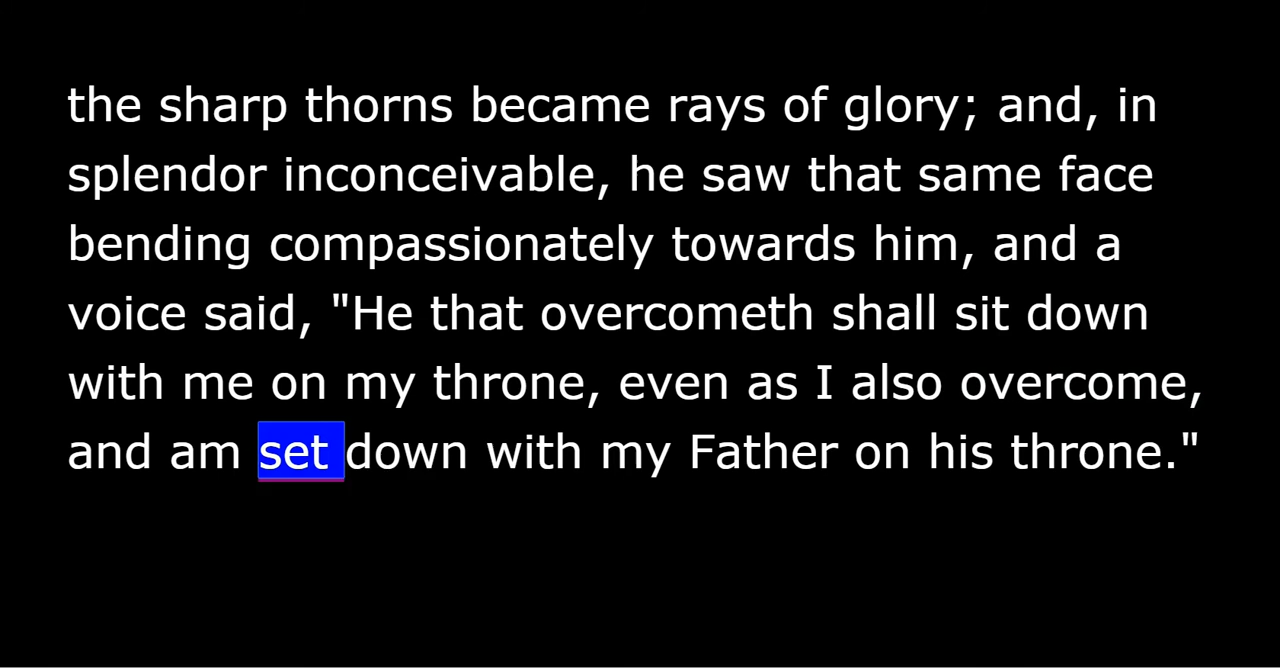 the sharp thorns became rays of glory; and, in
splendor inconceivable, he saw that same face
bending compassionately towards him, and a
voice said, "He that overcometh shall sit down
with me on my throne, even as I also overcome,
and am set down with my Father on his throne."